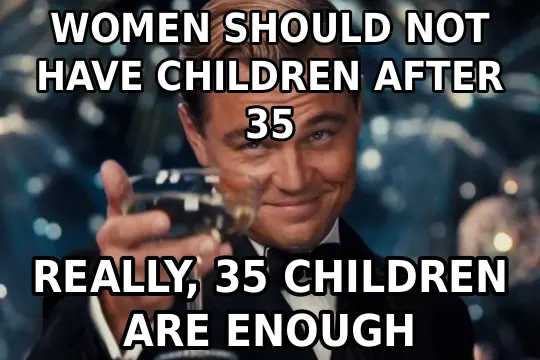 WOMEN SHOULD NOT
HAVE CHILDREN AFTER
35
REALLY, 35 CHILDREN
ARE ENOUGH